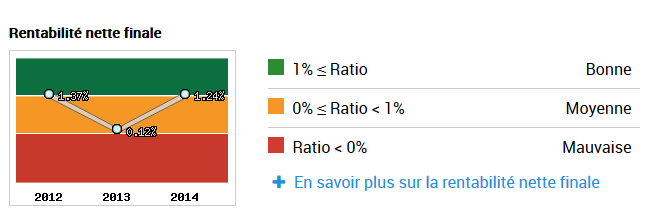 Rentabilité nette finale
1.37%
0.12%
1.24%
2012 2013 2014
1% ≤ Ratio Bonne
0% ≤ Ratio < 1% Moyenne
Ratio < 0% Mauvaise
+ En savoir plus sur la rentabilité nette finale